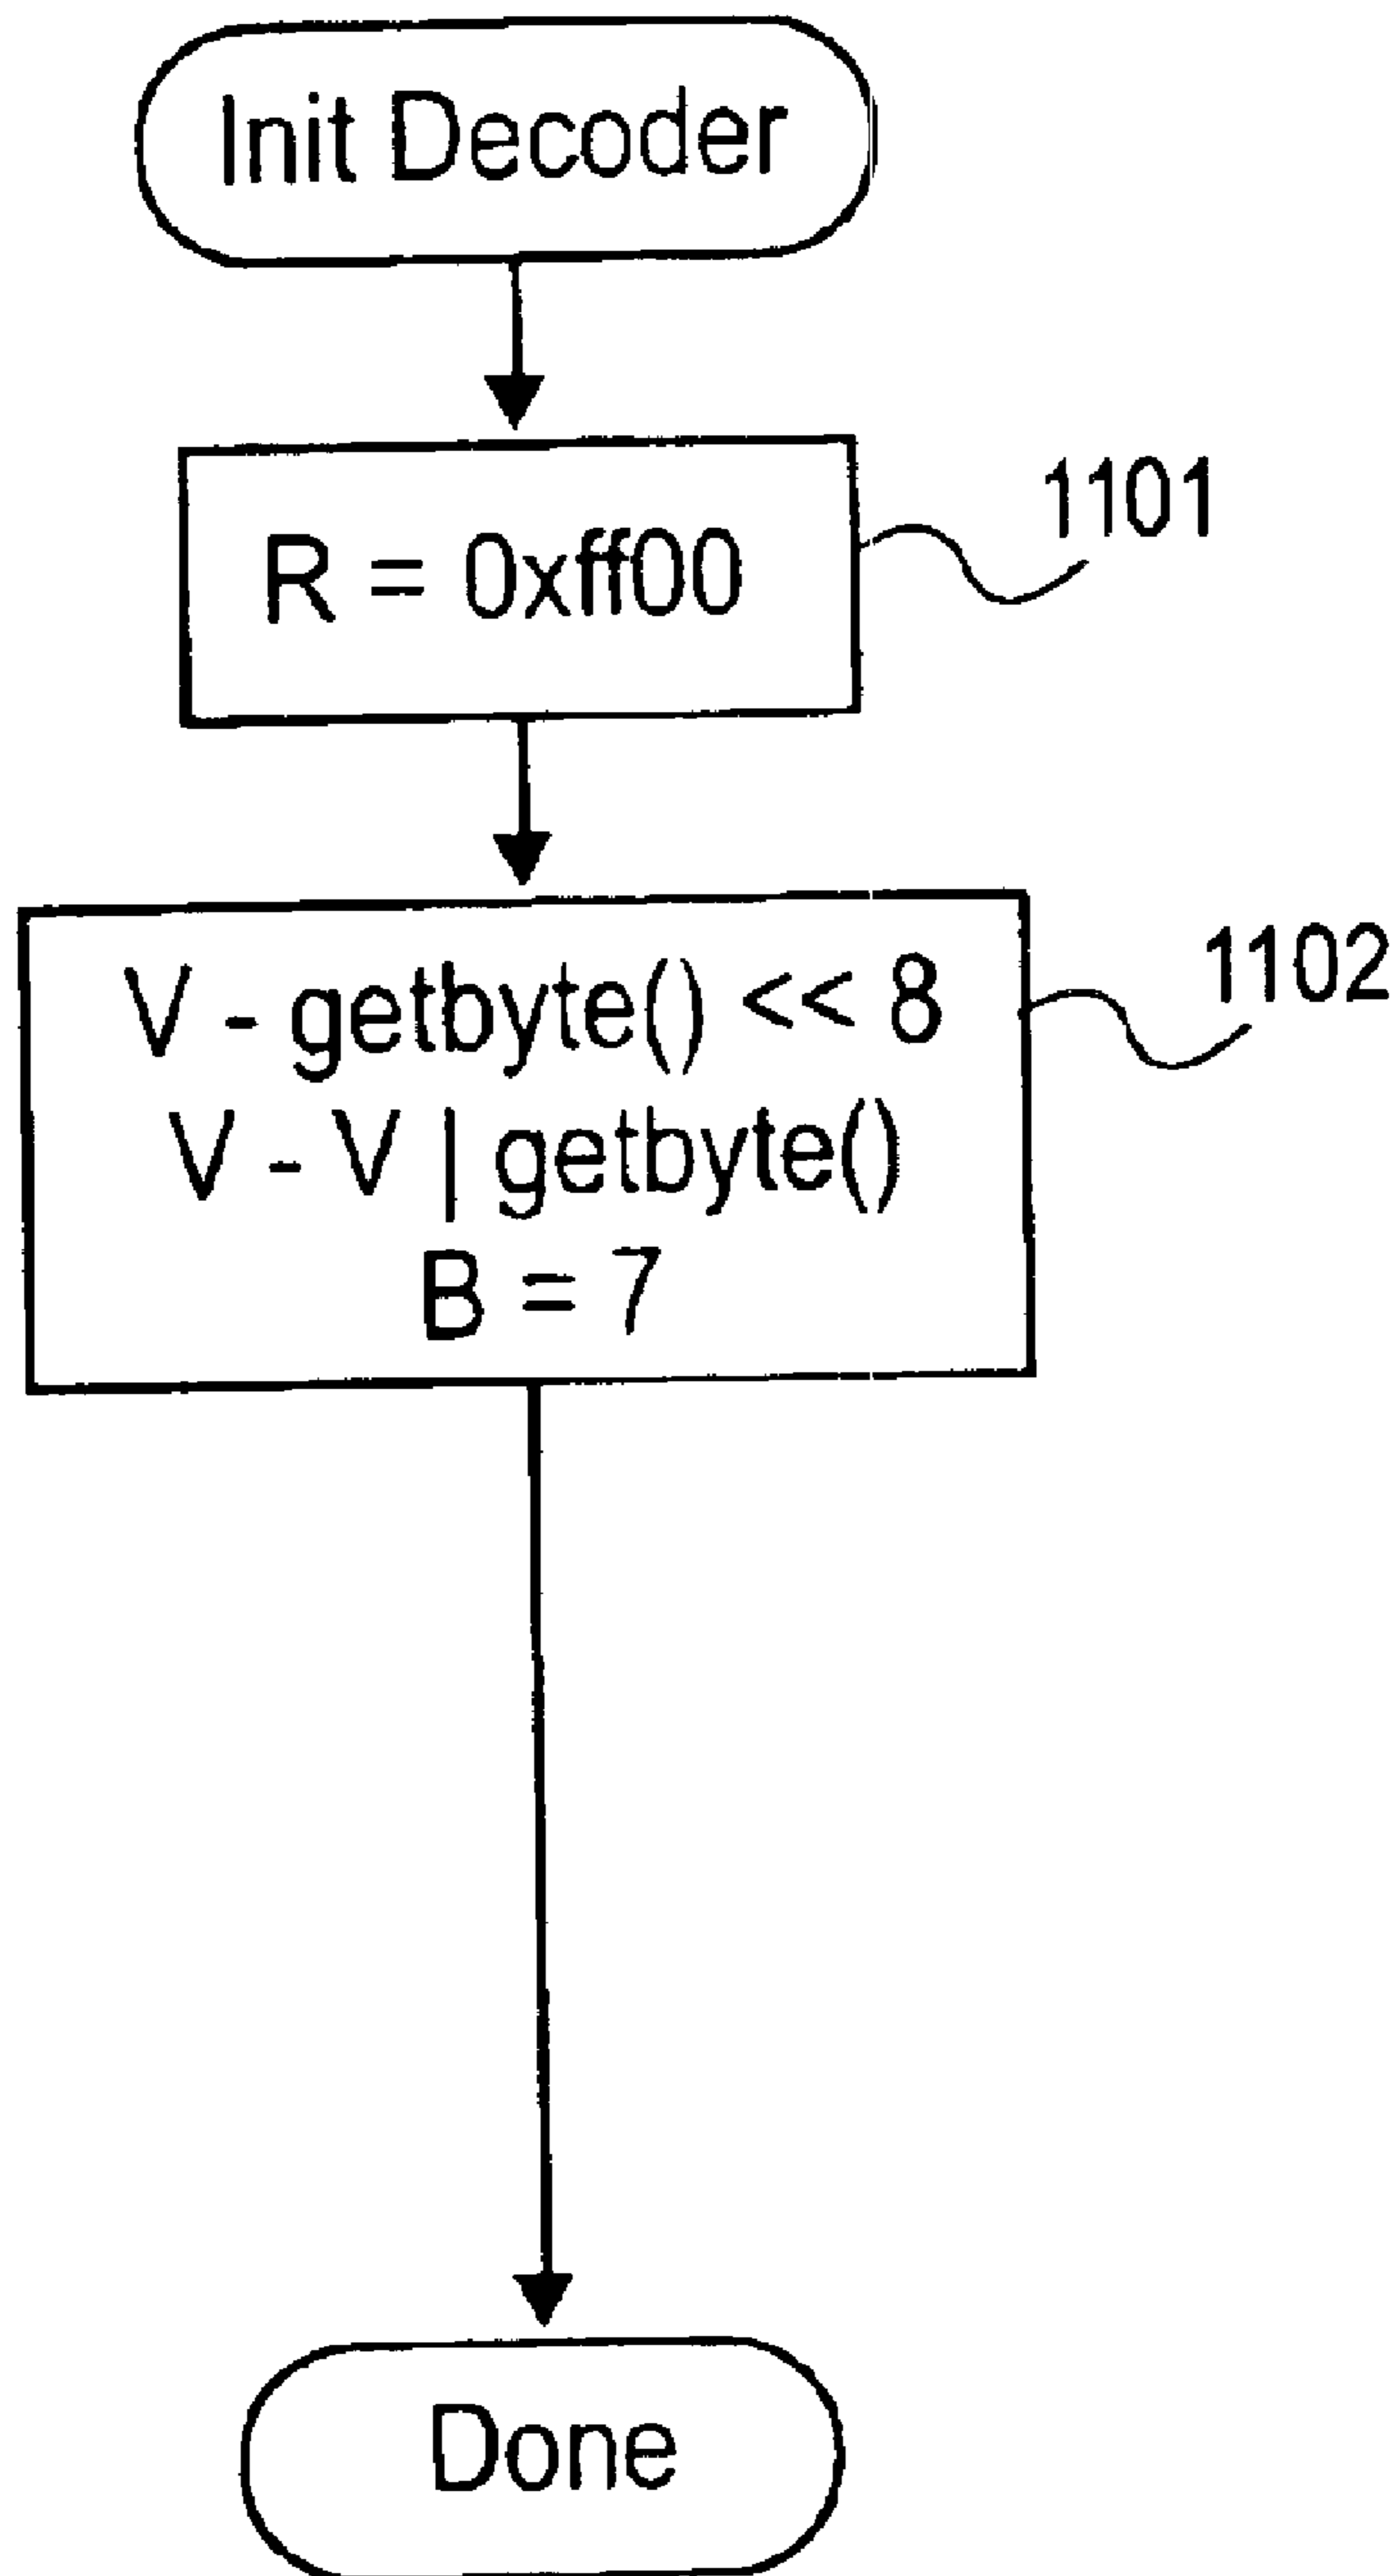 Init Decoder
R = 0xff00
1101
V - getbyte() << 8
V - V | getbyte()
B = 7
1102
Done